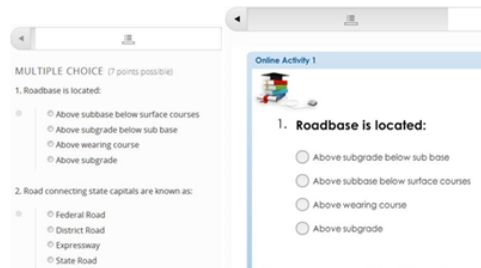 MULTIPLE CHOICE (7 points possible)
1. Roadbase is located:
Above subbase below surface courses
Above subgrade below sub base
Above wearing course
Above subgrade
2. Road connecting state capitals are known as:
Federal Road
District Road
Expressway
State Road
Online Activity 1
1. Roadbase is located:
Above subgrade below sub base
Above subbase below surface courses
Above wearing course
Above subgrade